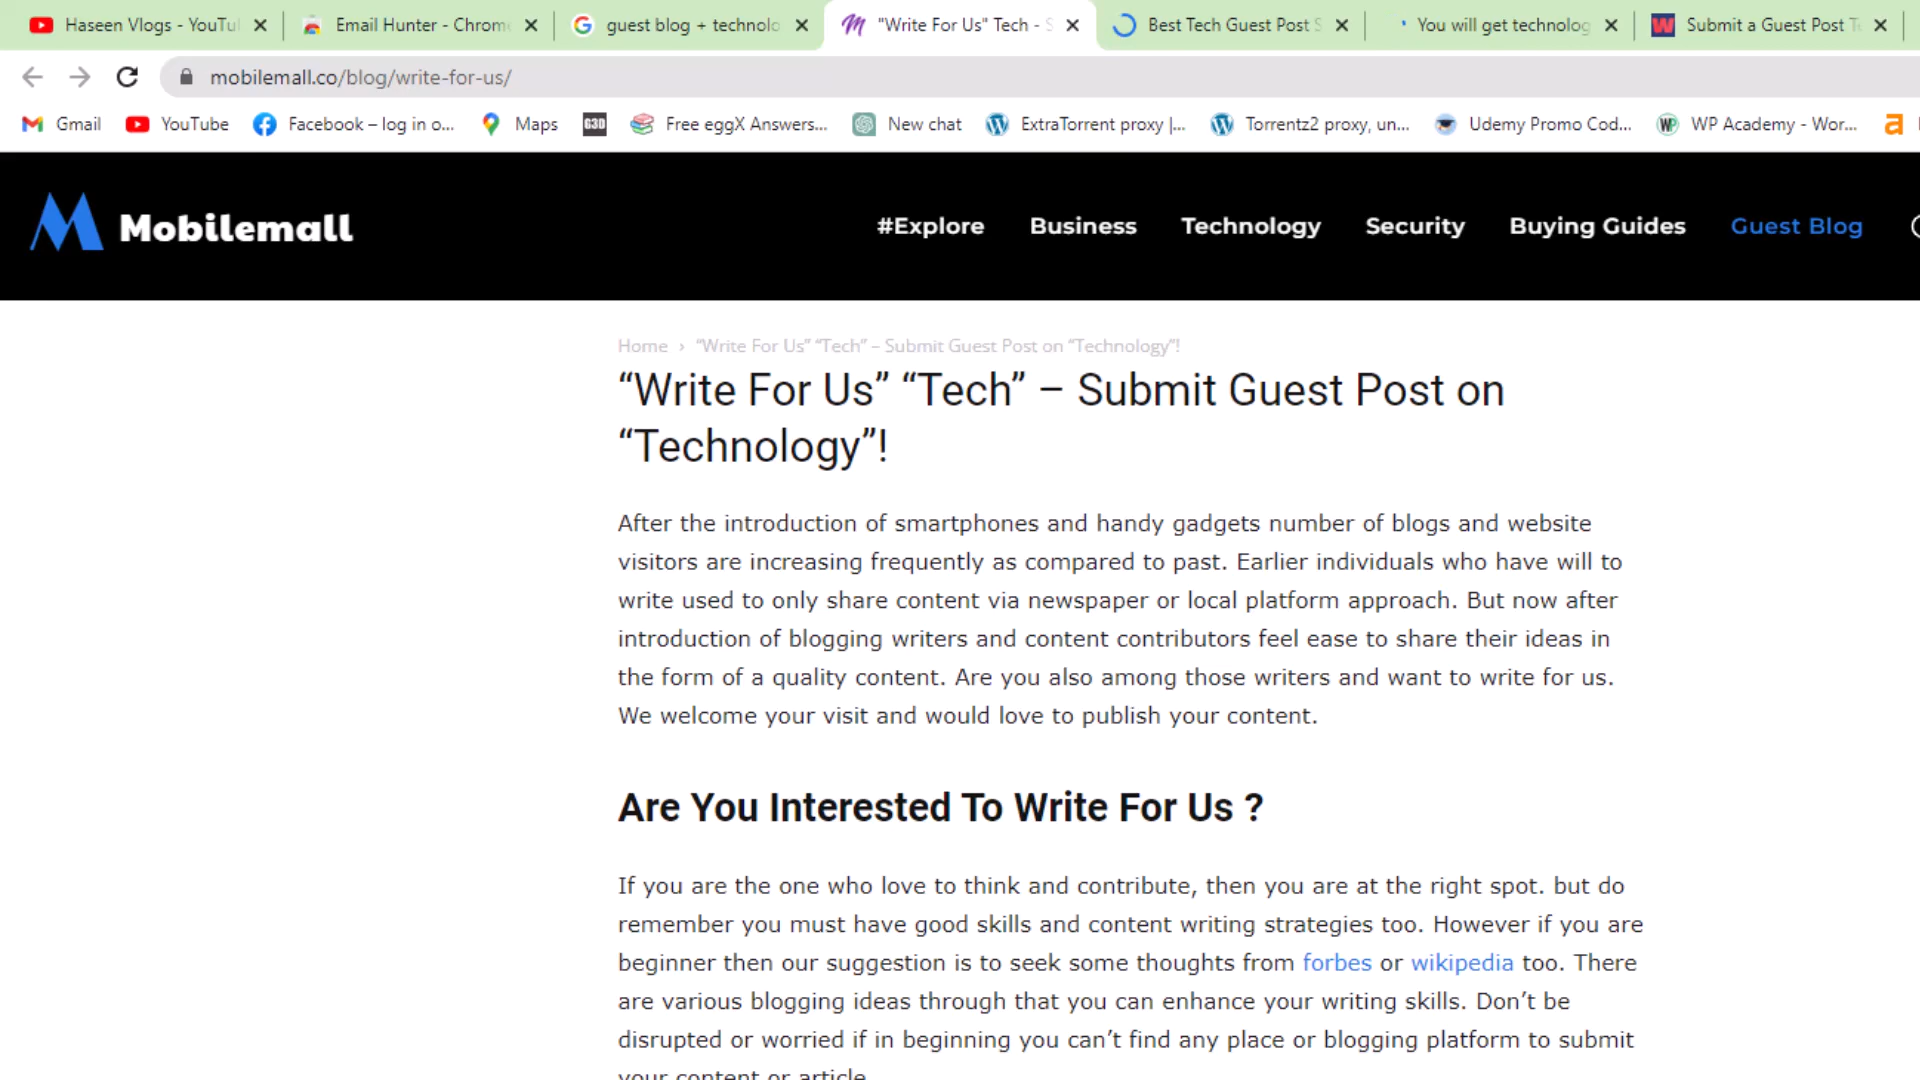 Haseen Vlogs - YouTu
Email Hunter - Chrom
guest blog + technolo
"Write For Us" Tech - S
Best Tech Guest Post S
You will get technolog
Submit a Guest Post T
mobilemall.co/blog/write-for-us/
Gmail
YouTube
Facebook – log in o...
Maps
G3D
Free eggX Answers...
New chat
ExtraTorrent proxy |...
Torrentz2 proxy, un...
Udemy Promo Cod...
WP Academy - Wor...
Mobilemall
#Explore
Business
Technology
Security
Buying Guides
Guest Blog
Home › “Write For Us” “Tech” – Submit Guest Post on “Technology”!
“Write For Us” “Tech” – Submit Guest Post on
“Technology”!
After the introduction of smartphones and handy gadgets number of blogs and website
visitors are increasing frequently as compared to past. Earlier individuals who have will to
write used to only share content via newspaper or local platform approach. But now after
introduction of blogging writers and content contributors feel ease to share their ideas in
the form of a quality content. Are you also among those writers and want to write for us.
We welcome your visit and would love to publish your content.
Are You Interested To Write For Us ?
If you are the one who love to think and contribute, then you are at the right spot. but do
remember you must have good skills and content writing strategies too. However if you are
beginner then our suggestion is to seek some thoughts from forbes or wikipedia too. There
are various blogging ideas through that you can enhance your writing skills. Don’t be
disrupted or worried if in beginning you can’t find any place or blogging platform to submit
your content or article.